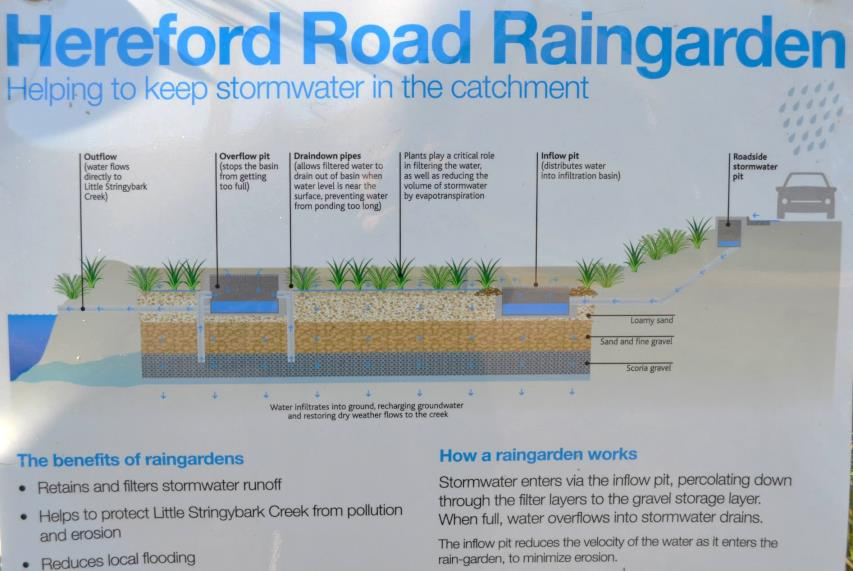 Hereford Road Raingarden
Helping to keep stormwater in the catchment
Outflow
(water flows
directly to
Little Stringybark
Creek)
Overflow pit
(stops the basin
from getting
too full)
Draindown pipes
(allows filtered water to
drain out of basin when
water level is near the
surface, preventing water
from ponding too long)
Plants play a critical role
in filtering the water,
as well as reducing the
volume of stormwater
by evapotranspiration
Inflow pit
(distributes water
into infiltration basin)
Roadside
stormwater
pit
Loamy sand
Sand and fine gravel
Scoria gravel
Water infiltrates into ground, recharging groundwater
and restoring dry weather flows to the creek
The benefits of raingardens
• Retains and filters stormwater runoff
• Helps to protect Little Stringybark Creek from pollution
and erosion
• Reduces local flooding
How a raingarden works
Stormwater enters via the inflow pit, percolating down
through the filter layers to the gravel storage layer.
When full, water overflows into stormwater drains.
The inflow pit reduces the velocity of the water as it enters the
rain-garden, to minimize erosion.